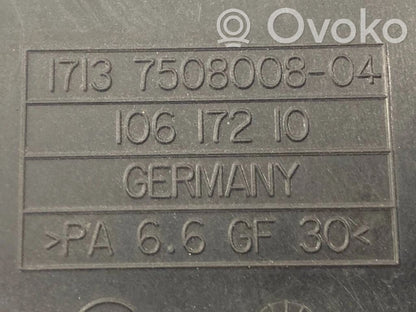 Ovoko
1713 7508008-04
106 172 10
GERMANY
>PA 6.6 GF 30<